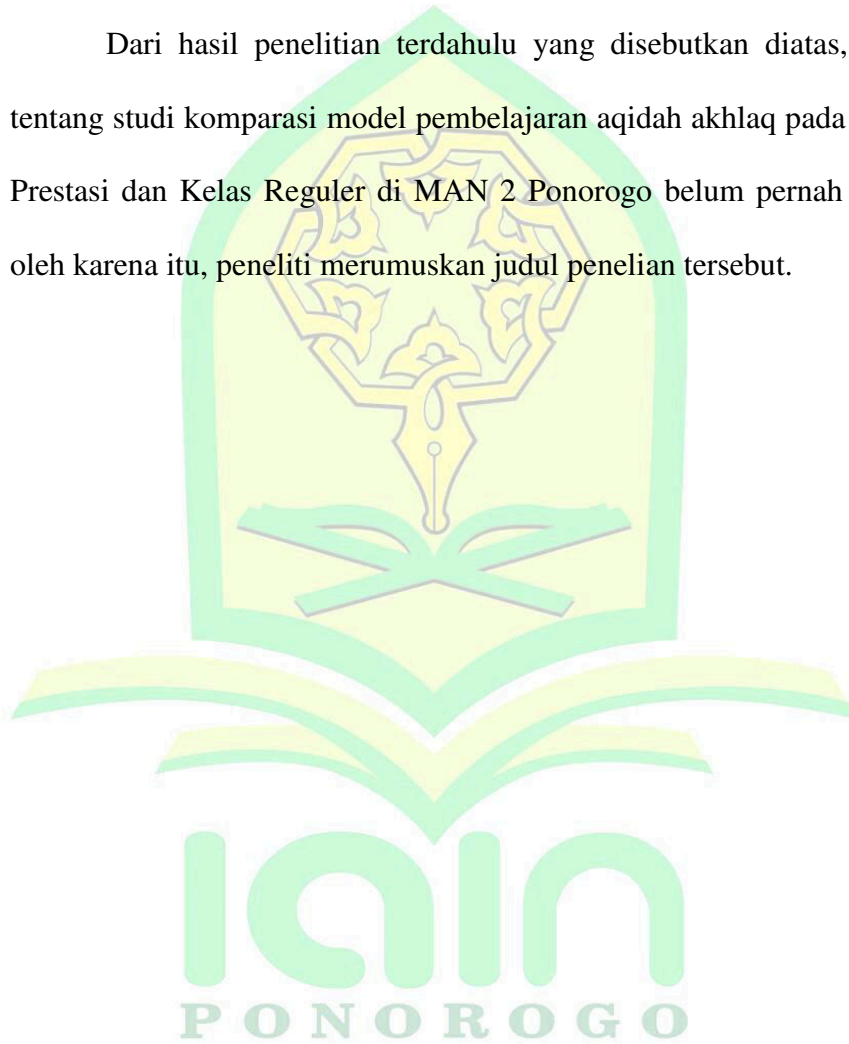 Dari hasil penelitian terdahulu yang disebutkan diatas,
tentang studi komparasi model pembelajaran aqidah akhlaq pada
Prestasi dan Kelas Reguler di MAN 2 Ponorogo belum pernah
oleh karena itu, peneliti merumuskan judul penelian tersebut.
iain
PONOROGO